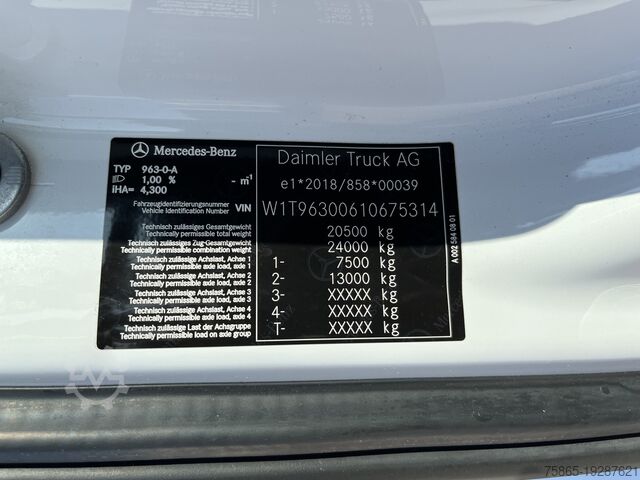 Mercedes-Benz
Daimler Truck AG
TYP 963-0-A
1,00 % - m⁻¹
iHA= 4,300
e1*2018/858*00039
Fahrzeugidentifizierungsnummer
Vehicle Identification Number VIN
W1T96300610675314
Technisch zulässiges Gesamtgewicht
Technically permissible total weight
20500 kg
Technisch zulässiges Zug-Gesamtgewicht
Technically permissible combination weight
24000 kg
Technisch zulässige Achslast, Achse 1
Technically permissible axle load, axle 1
1- 7500 kg
Technisch zulässige Achslast, Achse 2
Technically permissible axle load, axle 2
2- 13000 kg
Technisch zulässige Achslast, Achse 3
Technically permissible axle load, axle 3
3- XXXXX kg
Technisch zulässige Achslast, Achse 4
Technically permissible axle load, axle 4
4- XXXXX kg
Technisch zulässige Last der Achsgruppe
Technically permissible load on axle group
T- XXXXX kg
A 002 584 08 01
75865-19287621